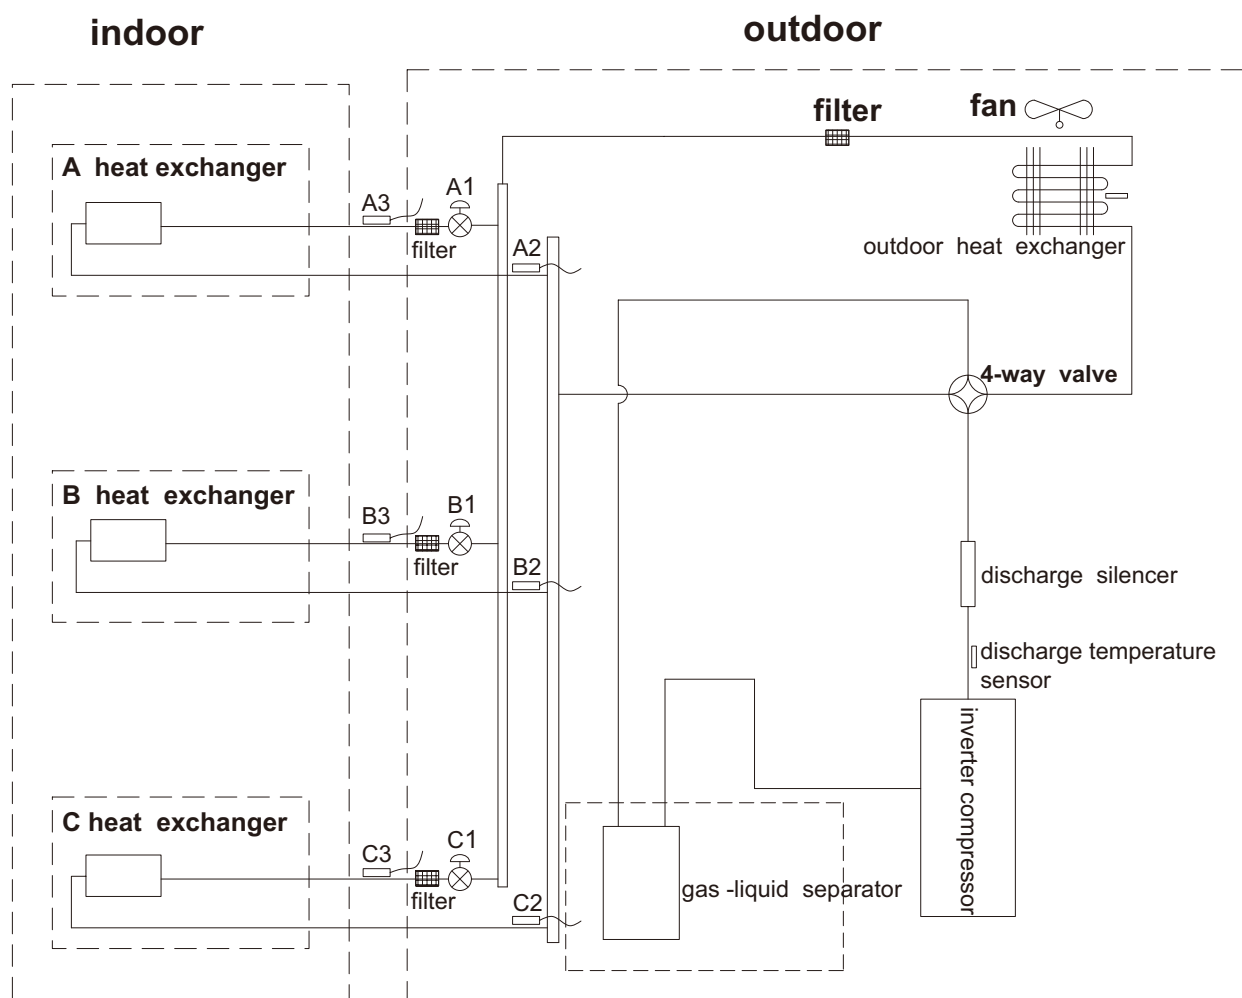 indoor
outdoor
filter
fan
A heat exchanger
A3
A1
filter
A2
outdoor heat exchanger
4-way valve
B heat exchanger
B3
B1
filter
B2
discharge silencer
discharge temperature
sensor
inverter compressor
C heat exchanger
C3
C1
filter
C2
gas -liquid separator